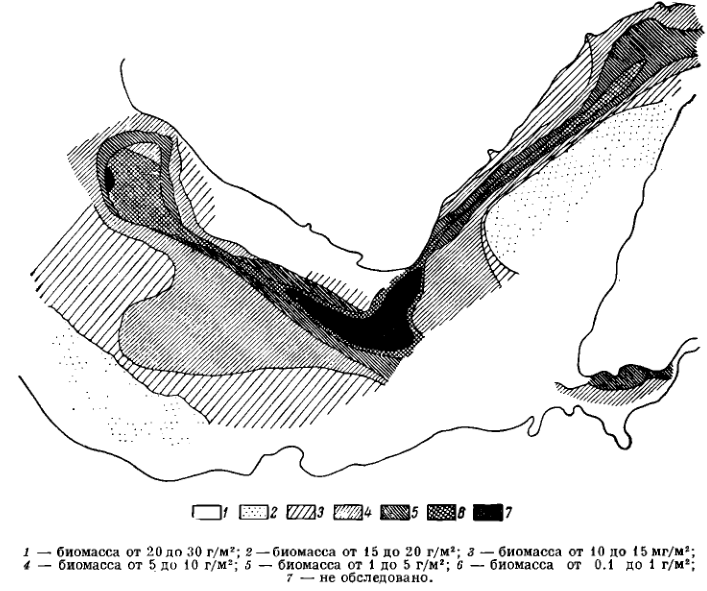 1 2 3 4 5 6 7
1 — биомасса от 20 до 30 г/м²; 2 — биомасса от 15 до 20 г/м²; 3 — биомасса от 10 до 15 мг/м²;
4 — биомасса от 5 до 10 г/м²; 5 — биомасса от 1 до 5 г/м²; 6 — биомасса от 0.1 до 1 г/м²;
7 — не обследовано.